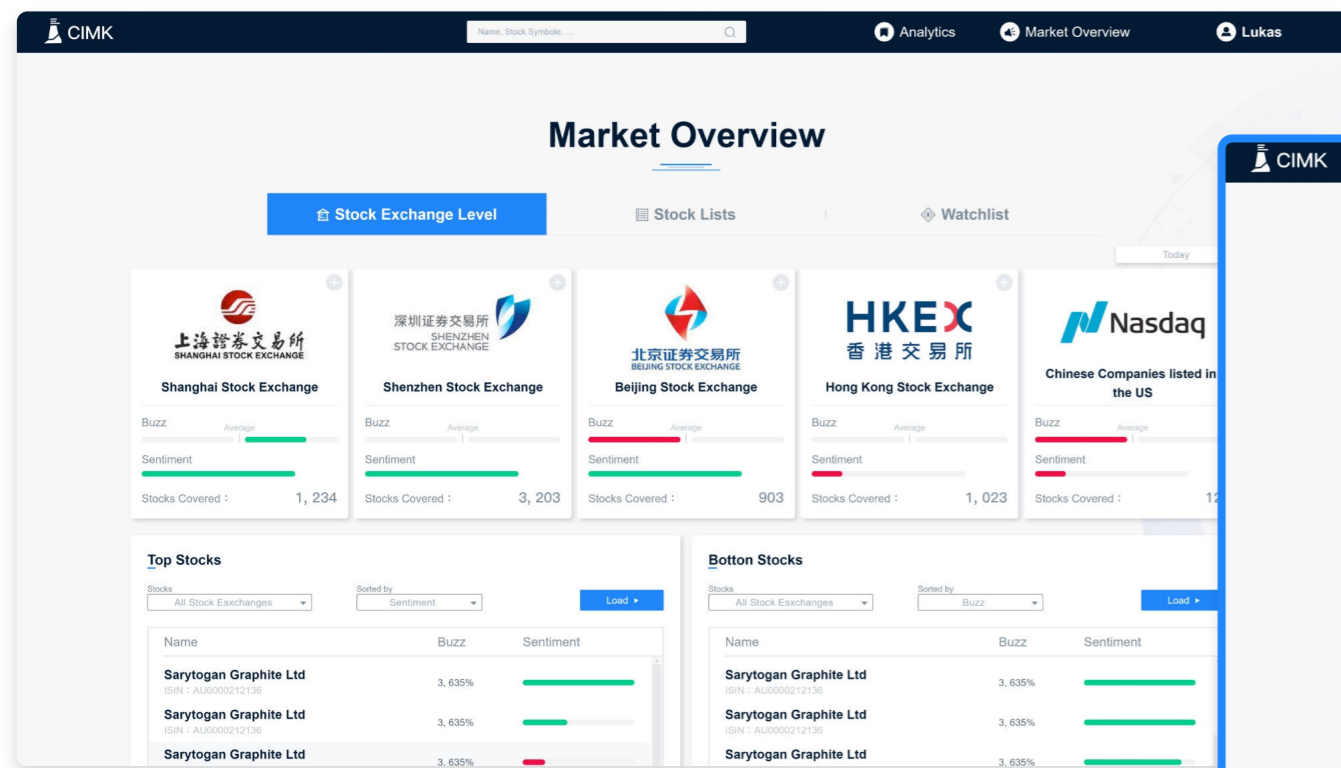 CIMK
Name, Stock Symbole, ...
Analytics
Market Overview
Lukas
Market Overview
CIMK
Stock Exchange Level
Stock Lists
Watchlist
Today
上海證券交易所
SHANGHAI STOCK EXCHANGE
Shanghai Stock Exchange
Buzz
Average
Sentiment
Stocks Covered : 1, 234
深圳证券交易所
SHENZHEN
STOCK EXCHANGE
Shenzhen Stock Exchange
Buzz
Average
Sentiment
Stocks Covered : 3, 203
北京证券交易所
BEIJING STOCK EXCHANGE
Beijing Stock Exchange
Buzz
Average
Sentiment
Stocks Covered : 903
HKEX
香港交易所
Hong Kong Stock Exchange
Buzz
Average
Sentiment
Stocks Covered : 1, 023
Nasdaq
Chinese Companies listed in
the US
Buzz
Average
Sentiment
Stocks Covered :
Top Stocks
Stocks
All Stock Esxchanges
Sorted by
Sentiment
Load
Name Buzz Sentiment
Sarytogan Graphite Ltd
ISIN : AU0000212136
3, 635%
Sarytogan Graphite Ltd
ISIN : AU0000212136
3, 635%
Sarytogan Graphite Ltd
3, 635%
Botton Stocks
Stocks
All Stock Esxchanges
Sorted by
Buzz
Load
Name Buzz Sentiment
Sarytogan Graphite Ltd
ISIN : AU0000212136
3, 635%
Sarytogan Graphite Ltd
ISIN : AU0000212136
3, 635%
Sarytogan Graphite Ltd
3, 635%